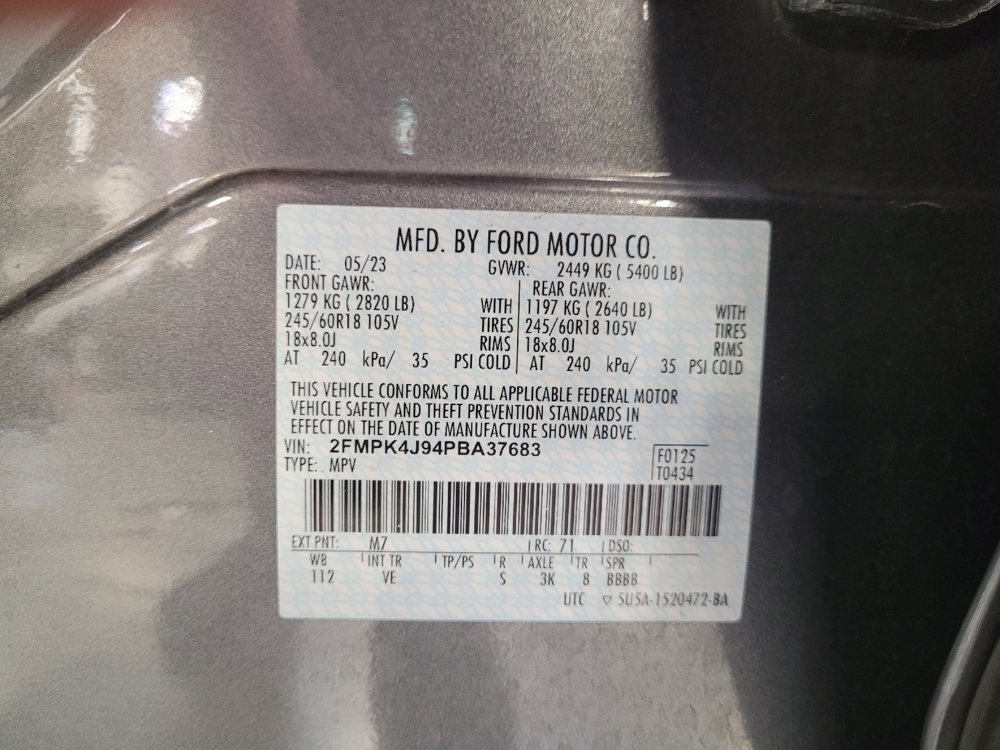 MFD. BY FORD MOTOR CO.
DATE: 05/23 GVWR: 2449 KG ( 5400 LB)
FRONT GAWR: REAR GAWR:
1279 KG ( 2820 LB) WITH 1197 KG ( 2640 LB) WITH
245/60R18 105V TIRES 245/60R18 105V TIRES
18x8.0J RIMS 18x8.0J RIMS
AT 240 kPa/ 35 PSI COLD AT 240 kPa/ 35 PSI COLD
THIS VEHICLE CONFORMS TO ALL APPLICABLE FEDERAL MOTOR
VEHICLE SAFETY AND THEFT PREVENTION STANDARDS IN
EFFECT ON THE DATE OF MANUFACTURE SHOWN ABOVE.
VIN: 2FMPK4J94PBA37683 F0125
TYPE: MPV T0434
EXT PNT: M7 RC: 71 DSO:
WB INT TR TP/PS R AXLE TR SPR
112 VE S 3K 8 BBBB
UTC ▽ 5U5A-1520472-BA